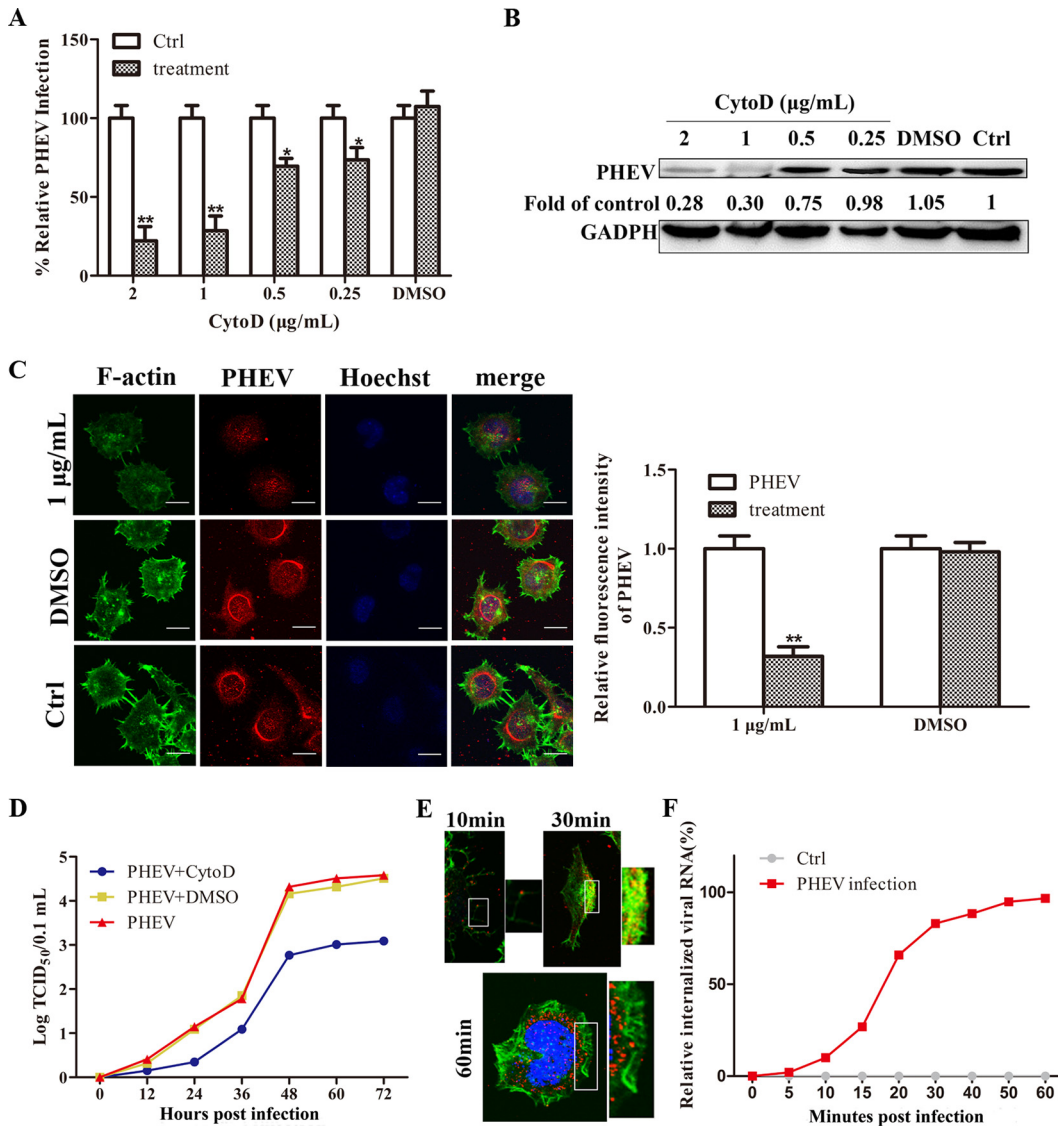 A
% Relative PHEV Infection
150
100
50
0
Ctrl
treatment
** ** * *
2 1 0.5 0.25 DMSO
CytoD (µg/mL)
B
CytoD (µg/mL)
2 1 0.5 0.25 DMSO Ctrl
PHEV
Fold of control 0.28 0.30 0.75 0.98 1.05 1
GADPH
C
F-actin PHEV Hoechst merge
1 µg/mL
DMSO
Ctrl
Relative fluorescence intensity
of PHEV
1.5
1.0
0.5
0.0
PHEV
treatment
**
1 µg/mL DMSO
D
Log TCID50/0.1 mL
5
4
3
2
1
0
PHEV+CytoD
PHEV+DMSO
PHEV
0 12 24 36 48 60 72
Hours post infection
E
10min 30min
60min
F
Relative internalized viral RNA(%)
100
50
0
Ctrl
PHEV infection
0 5 10 15 20 30 40 50 60
Minutes post infection